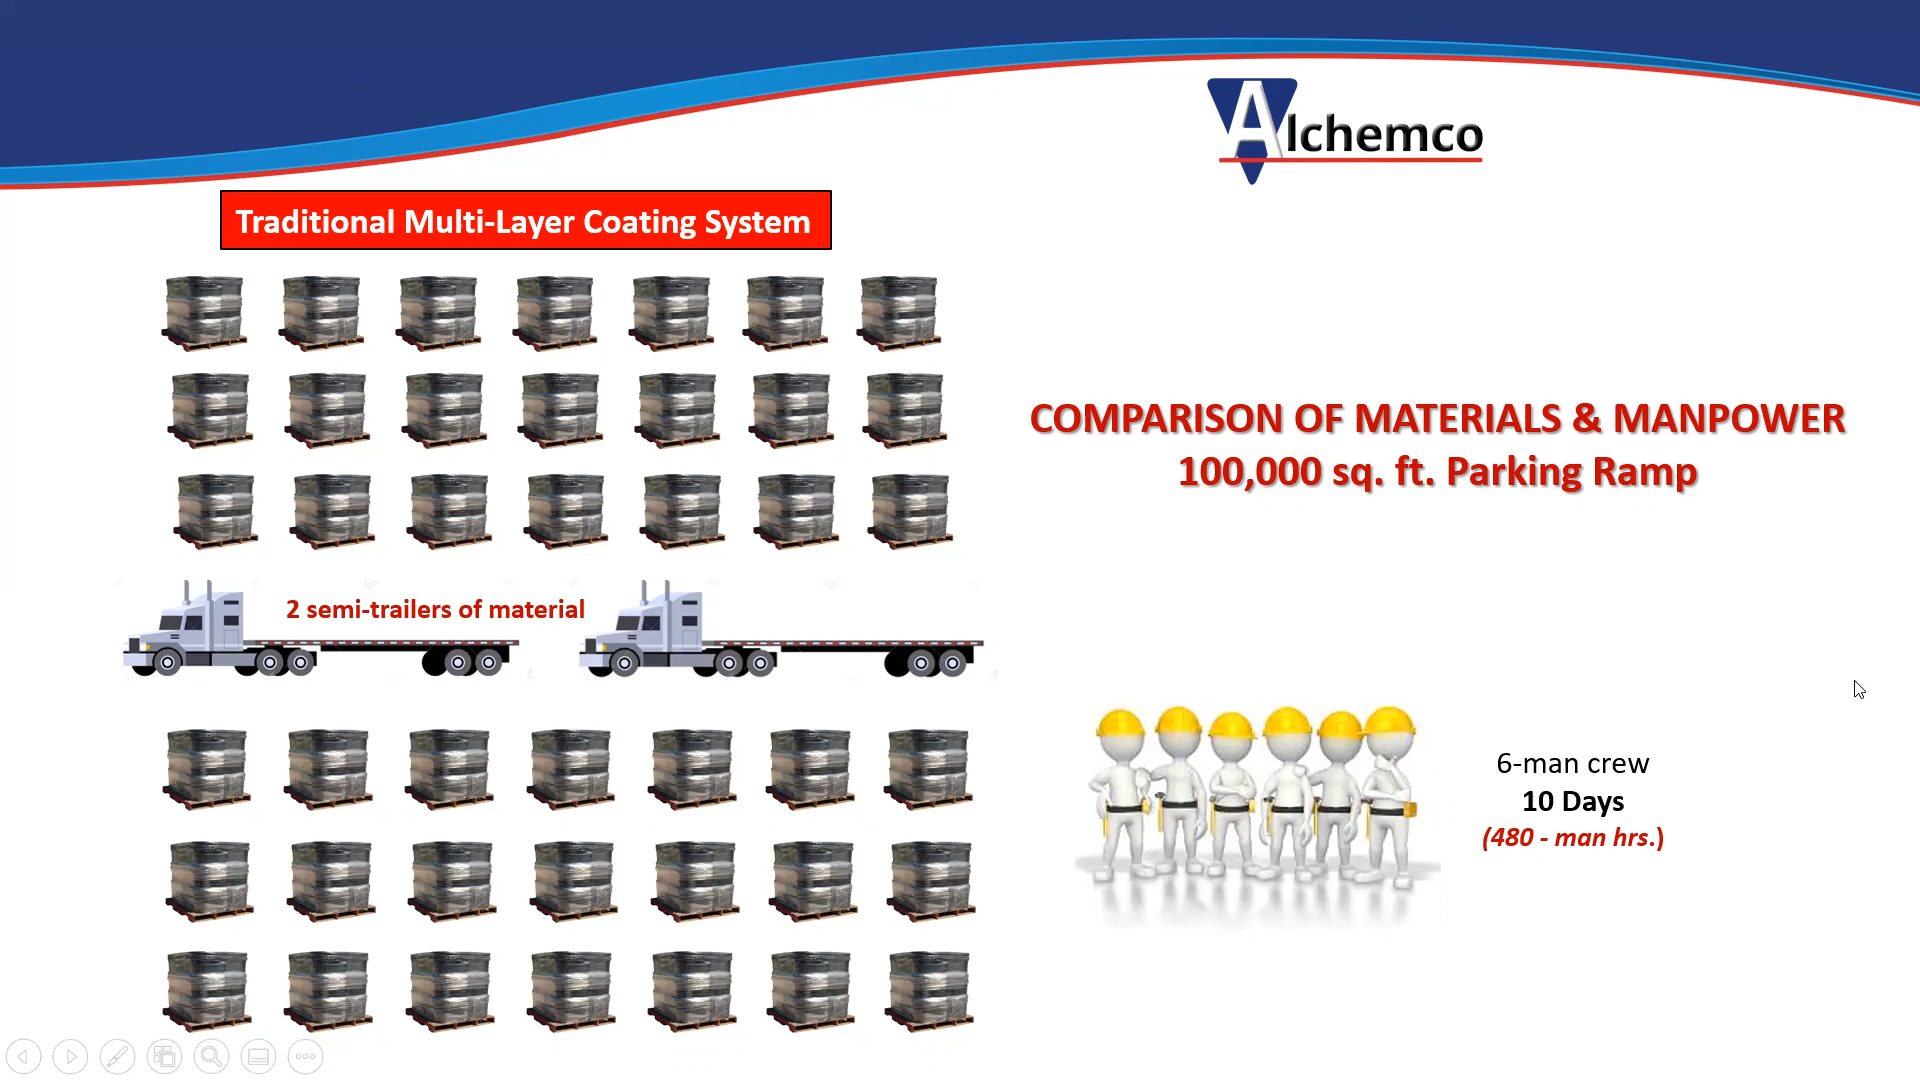 Alchemco
Traditional Multi-Layer Coating System
COMPARISON OF MATERIALS & MANPOWER
100,000 sq. ft. Parking Ramp
2 semi-trailers of material
6-man crew
10 Days
(480 - man hrs.)